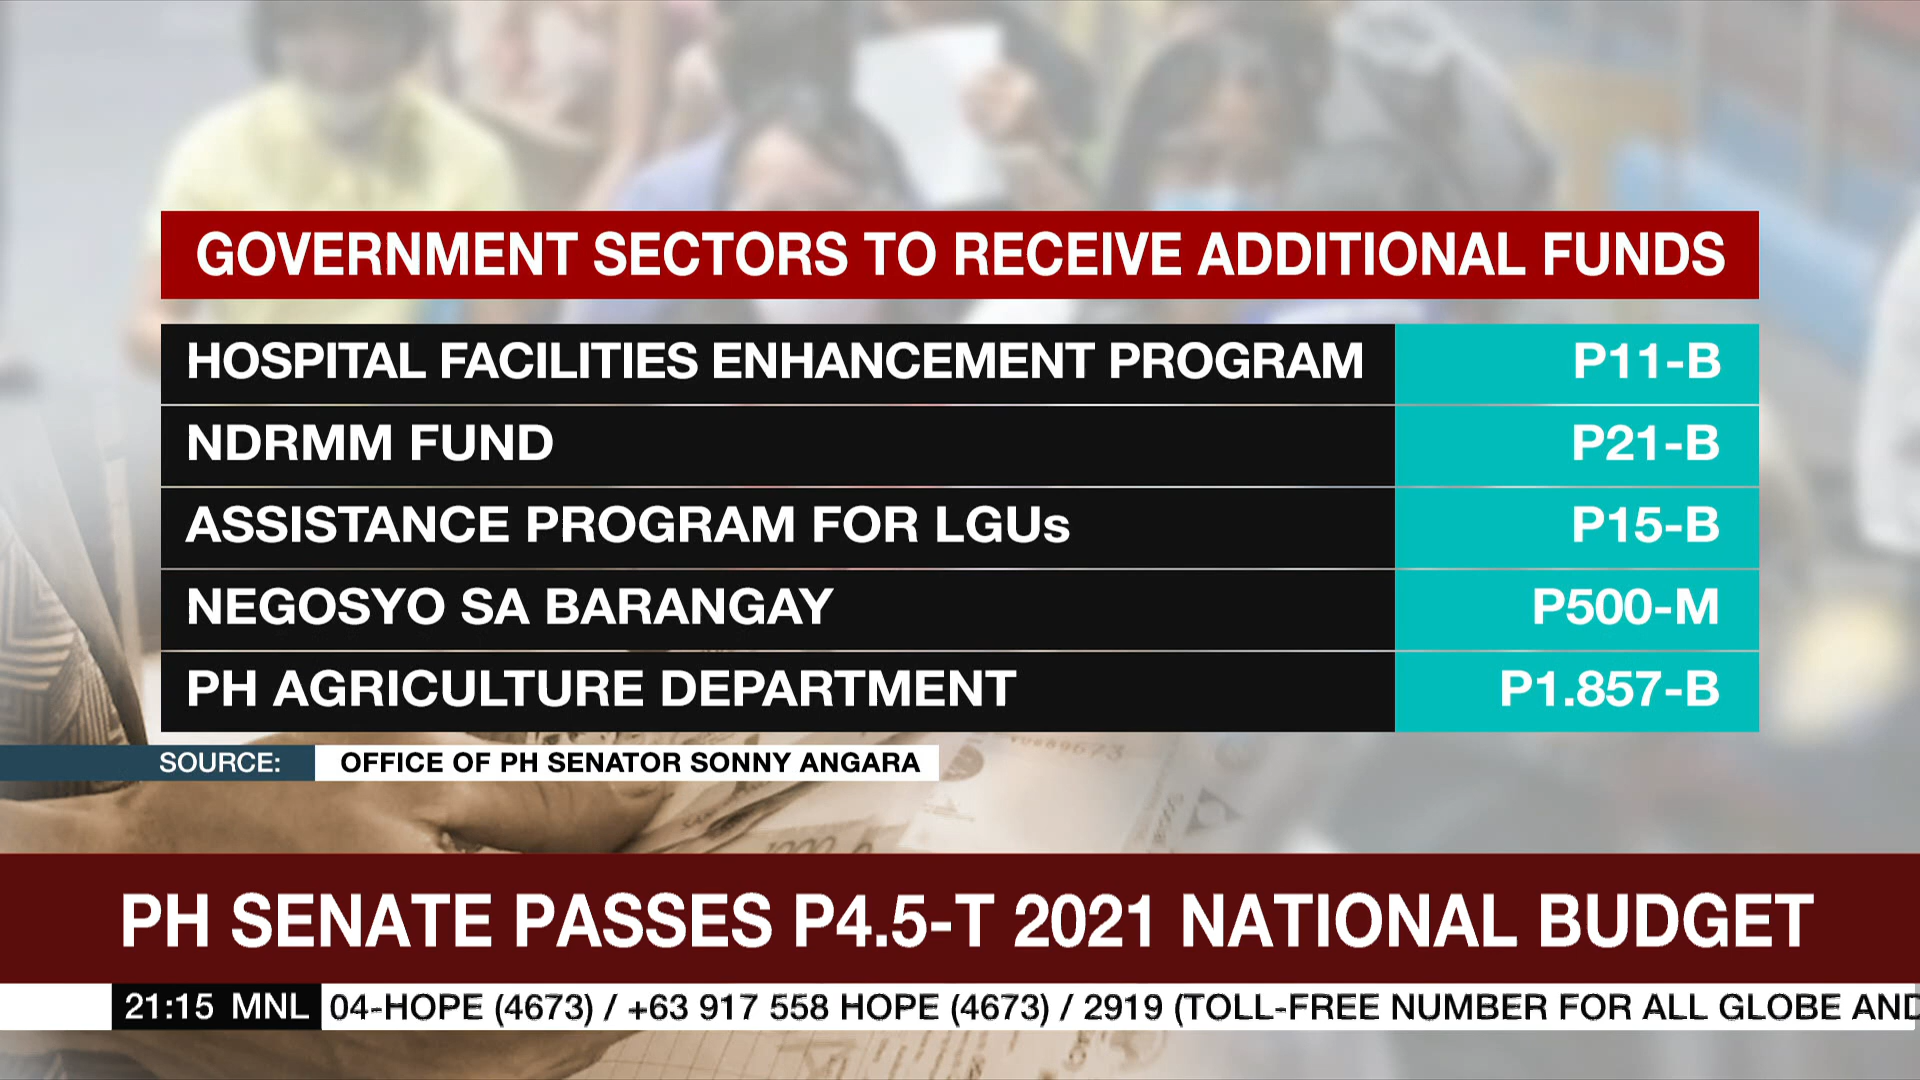 GOVERNMENT SECTORS TO RECEIVE ADDITIONAL FUNDS
HOSPITAL FACILITIES ENHANCEMENT PROGRAM P11-B
NDRMM FUND P21-B
ASSISTANCE PROGRAM FOR LGUs P15-B
NEGOSYO SA BARANGAY P500-M
PH AGRICULTURE DEPARTMENT P1.857-B
SOURCE: OFFICE OF PH SENATOR SONNY ANGARA
PH SENATE PASSES P4.5-T 2021 NATIONAL BUDGET
21:15 MNL 04-HOPE (4673) / +63 917 558 HOPE (4673) / 2919 (TOLL-FREE NUMBER FOR ALL GLOBE AND